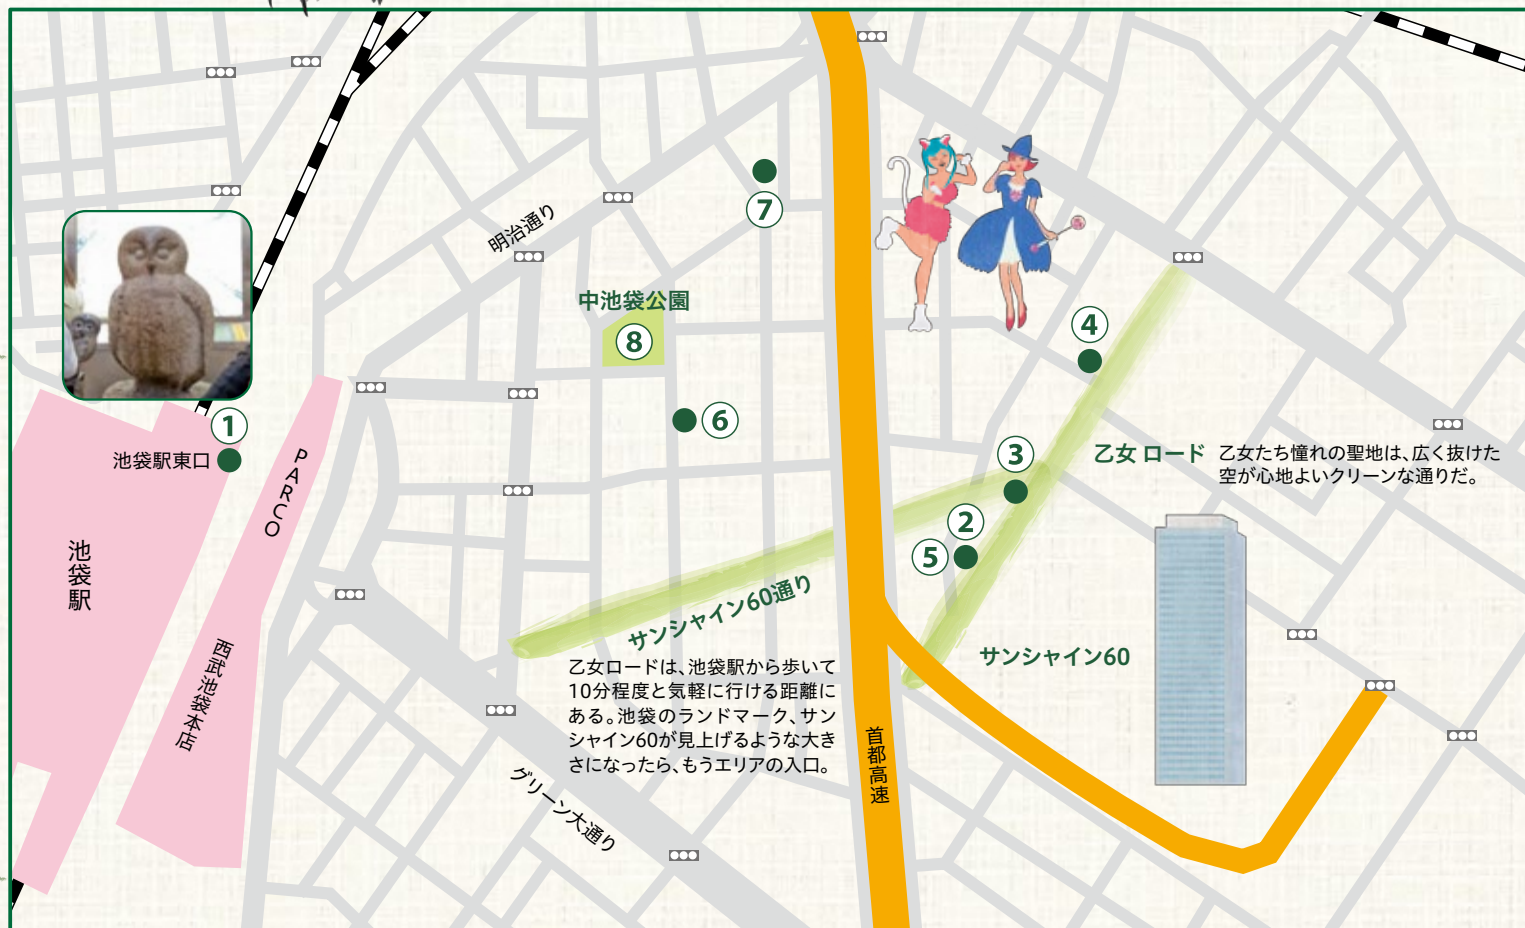 明治通り
⑦
中池袋公園
⑧
④
①
池袋駅東口
⑥
PARCO
③
乙女 ロード
乙女たち憧れの聖地は、広く抜けた
空が心地よいクリーンな通りだ。
②
⑤
池袋駅
サンシャイン60通り
西武池袋本店
サンシャイン60
乙女ロードは、池袋駅から歩いて
10分程度と気軽に行ける距離に
ある。池袋のランドマーク、サン
シャイン60が見上げるような大き
さになったら、もうエリアの入口。
首都高速
グリーン大通り